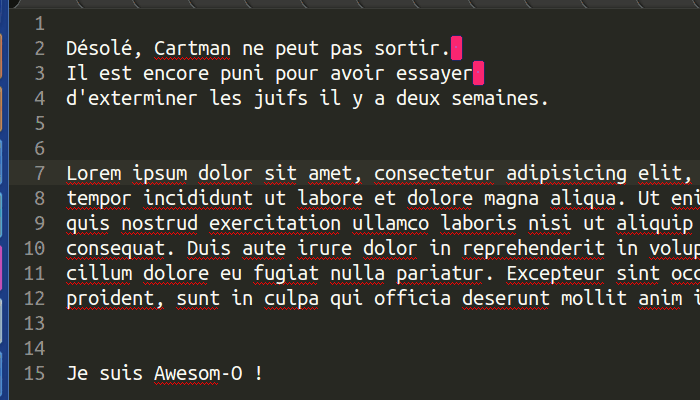 1
2 Désolé, Cartman ne peut pas sortir.
3 Il est encore puni pour avoir essayer
4 d'exterminer les juifs il y a deux semaines.
5
6
7 Lorem ipsum dolor sit amet, consectetur adipisicing elit,
8 tempor incididunt ut labore et dolore magna aliqua. Ut
9 quis nostrud exercitation ullamco laboris nisi ut aliquip
10 consequat. Duis aute irure dolor in reprehenderit in
11 cillum dolore eu fugiat nulla pariatur. Excepteur sint
12 proident, sunt in culpa qui officia deserunt mollit anim
13
14
15 Je suis Awesom-O !